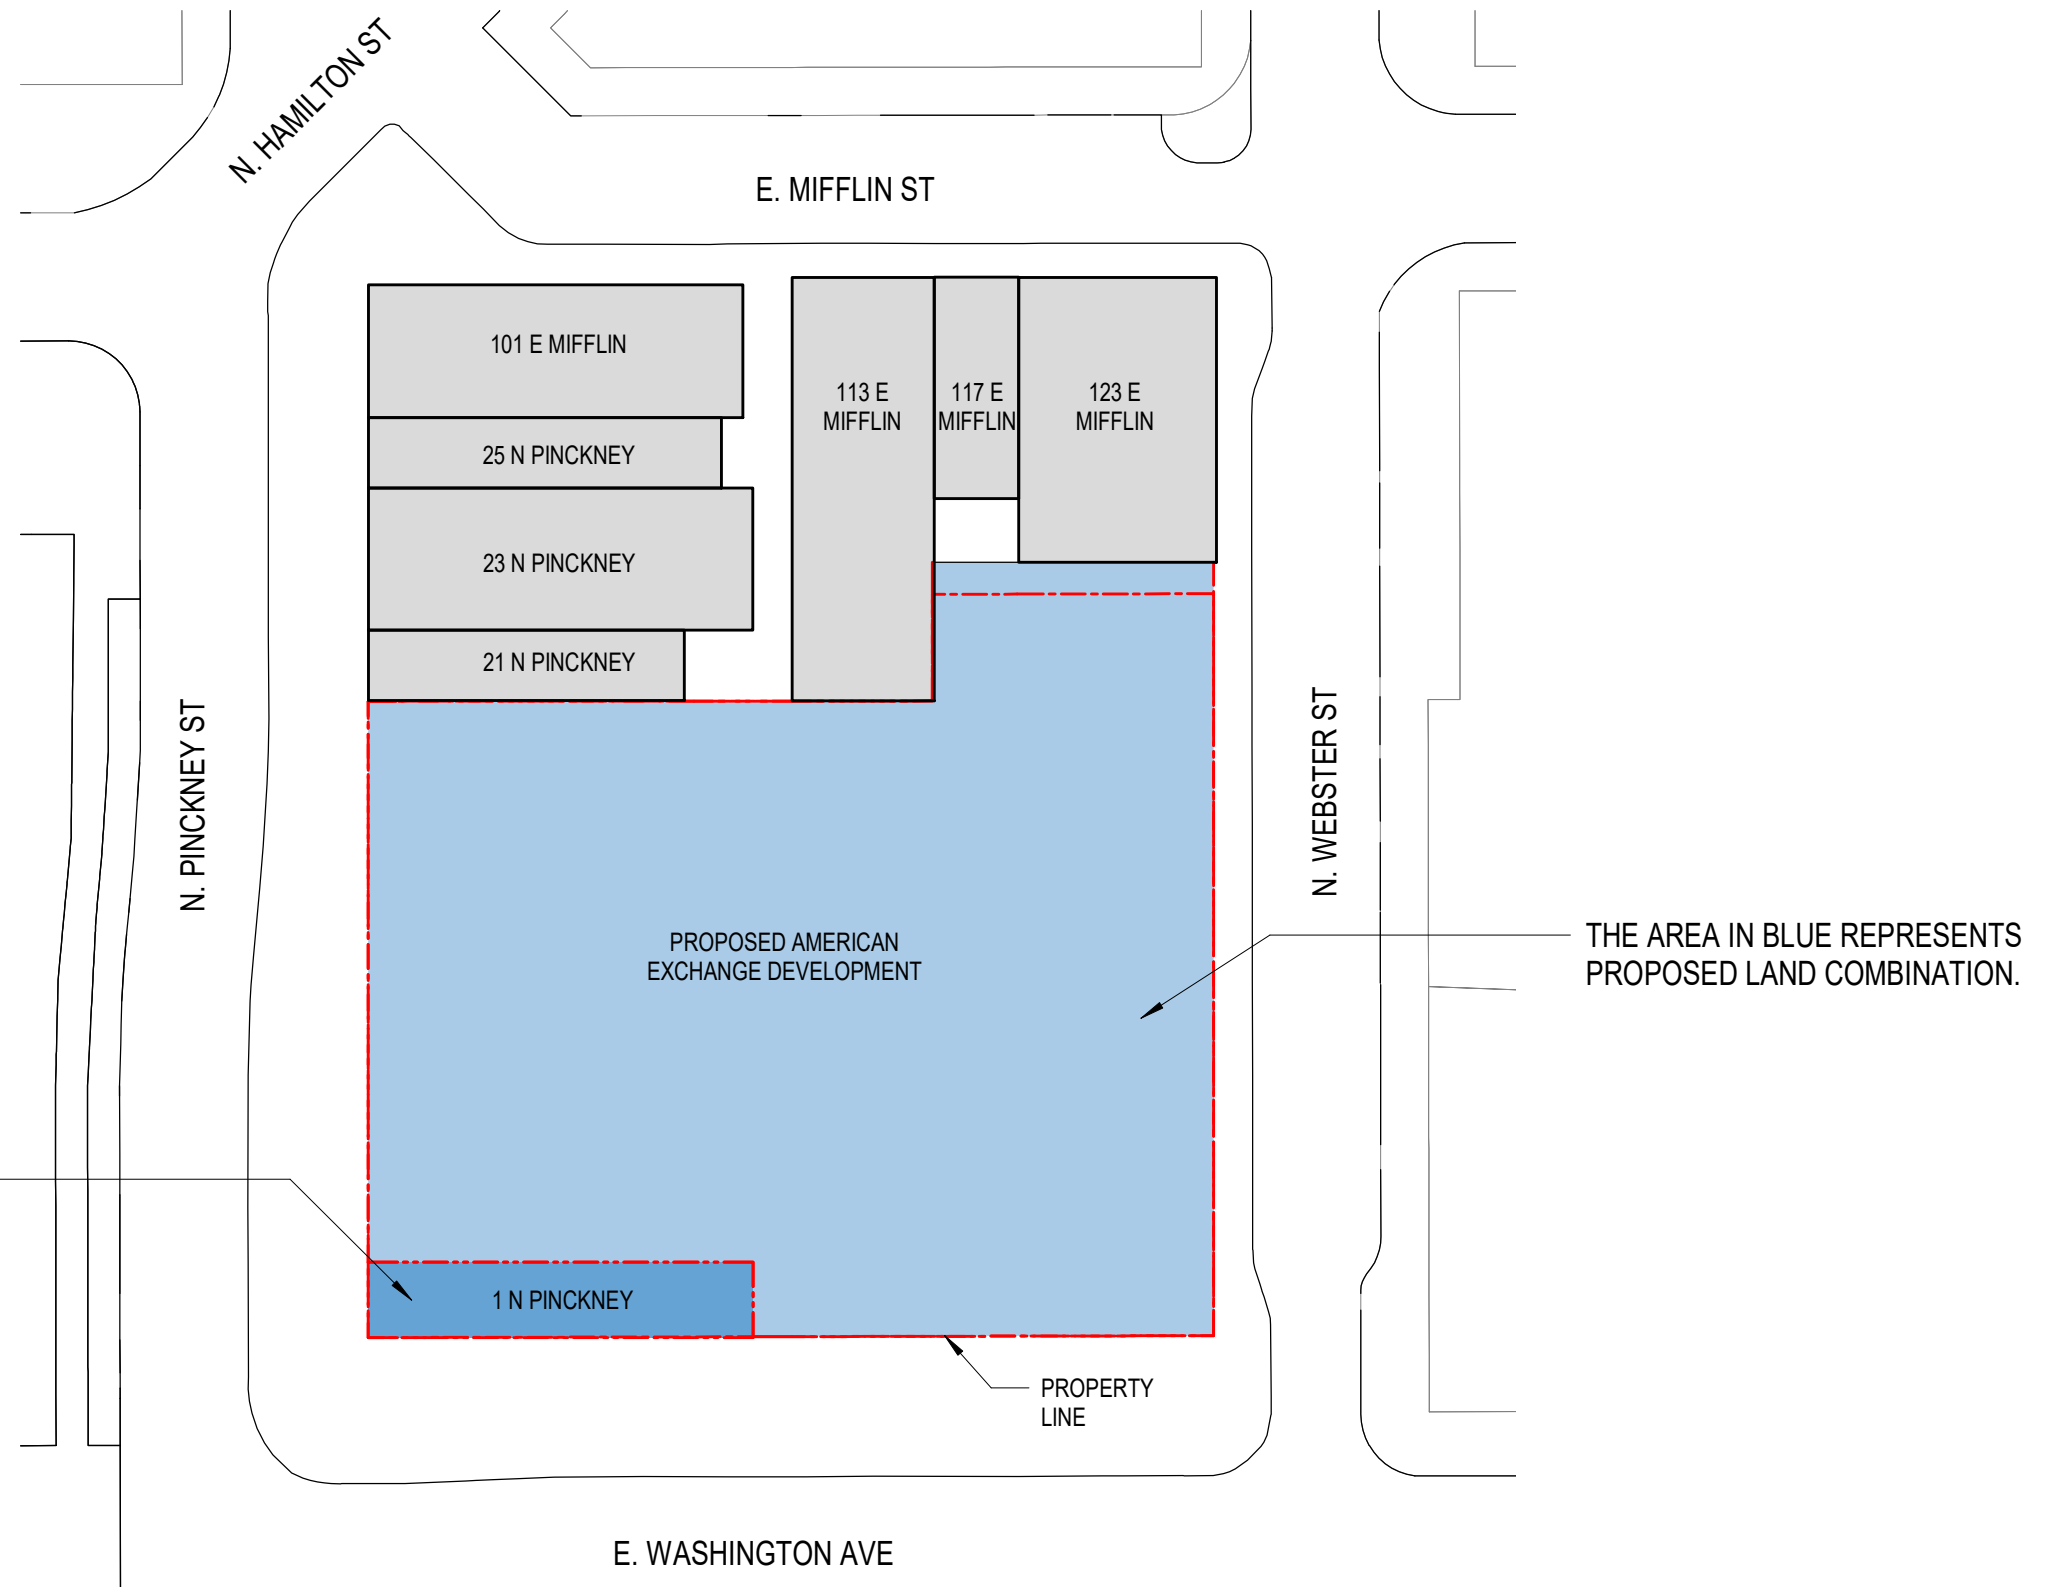 N. HAMILTON ST
E. MIFFLIN ST
101 E MIFFLIN
25 N PINCKNEY
23 N PINCKNEY
21 N PINCKNEY
113 E
MIFFLIN
117 E
MIFFLIN
123 E
MIFFLIN
N. PINCKNEY ST
N. WEBSTER ST
PROPOSED AMERICAN
EXCHANGE DEVELOPMENT
THE AREA IN BLUE REPRESENTS
PROPOSED LAND COMBINATION.
1 N PINCKNEY
PROPERTY
LINE
E. WASHINGTON AVE